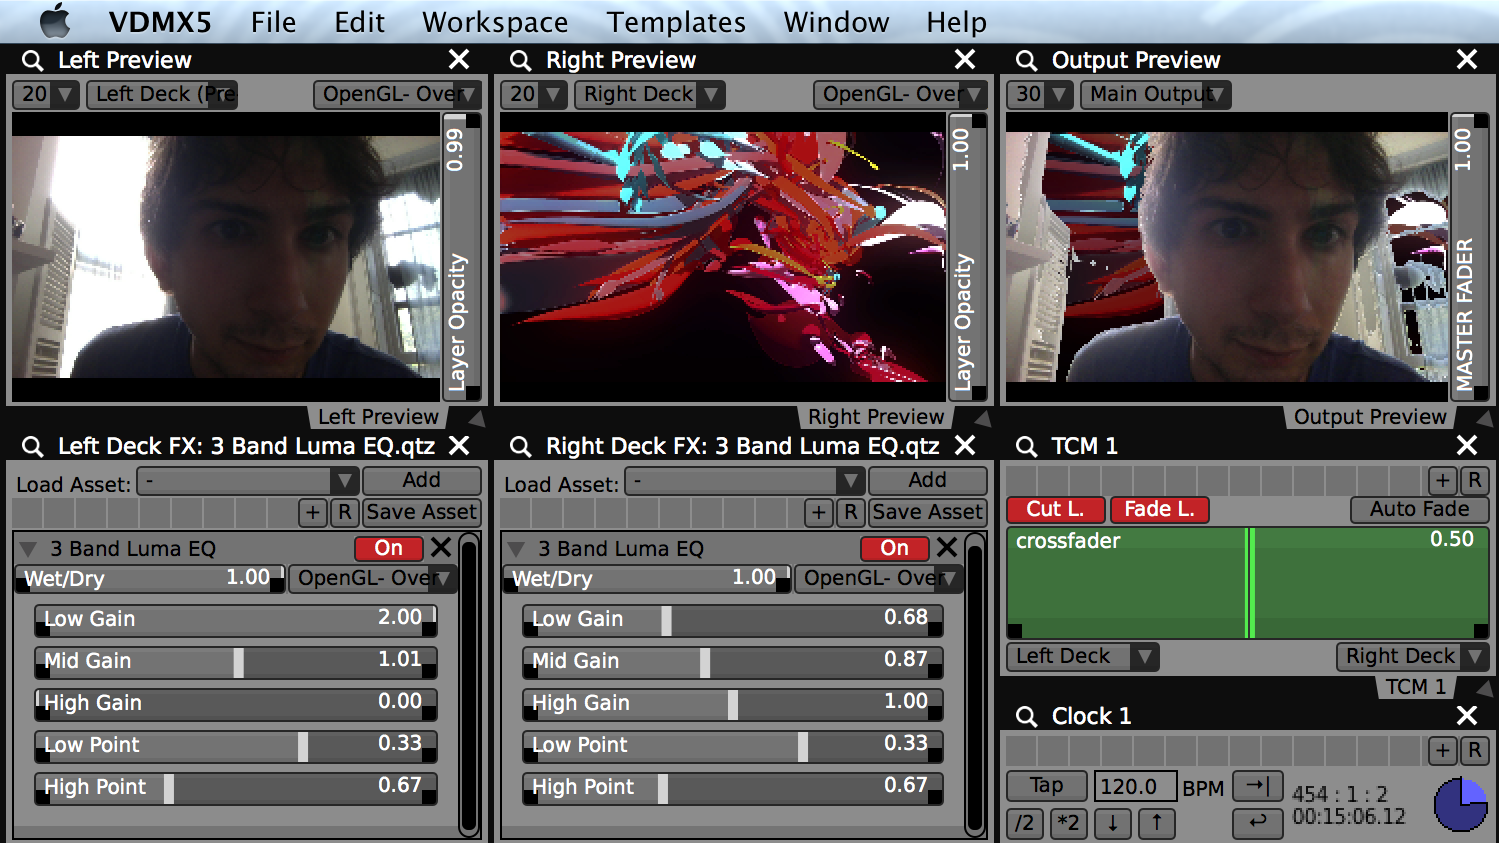 VDMX5 File Edit Workspace Templates Window Help
Left Preview
20 Left Deck (Pre OpenGL- Over
0.99
Layer Opacity
Left Preview
Right Preview
20 Right Deck OpenGL- Over
1.00
Layer Opacity
Right Preview
Output Preview
30 Main Output
1.00
MASTER FADER
Output Preview
Left Deck FX: 3 Band Luma EQ.qtz
Load Asset: - Add
+ R Save Asset
3 Band Luma EQ On
Wet/Dry 1.00 OpenGL- Over
Low Gain 2.00
Mid Gain 1.01
High Gain 0.00
Low Point 0.33
High Point 0.67
Right Deck FX: 3 Band Luma EQ.qtz
Load Asset: - Add
+ R Save Asset
3 Band Luma EQ On
Wet/Dry 1.00 OpenGL- Over
Low Gain 0.68
Mid Gain 0.87
High Gain 1.00
Low Point 0.33
High Point 0.67
TCM 1
+ R
Cut L. Fade L. Auto Fade
crossfader 0.50
Left Deck Right Deck
TCM 1
Clock 1
+ R
Tap 120.0 BPM →| 454 : 1 : 2
/2 *2 ↓ ↑ ↩ 00:15:06.12